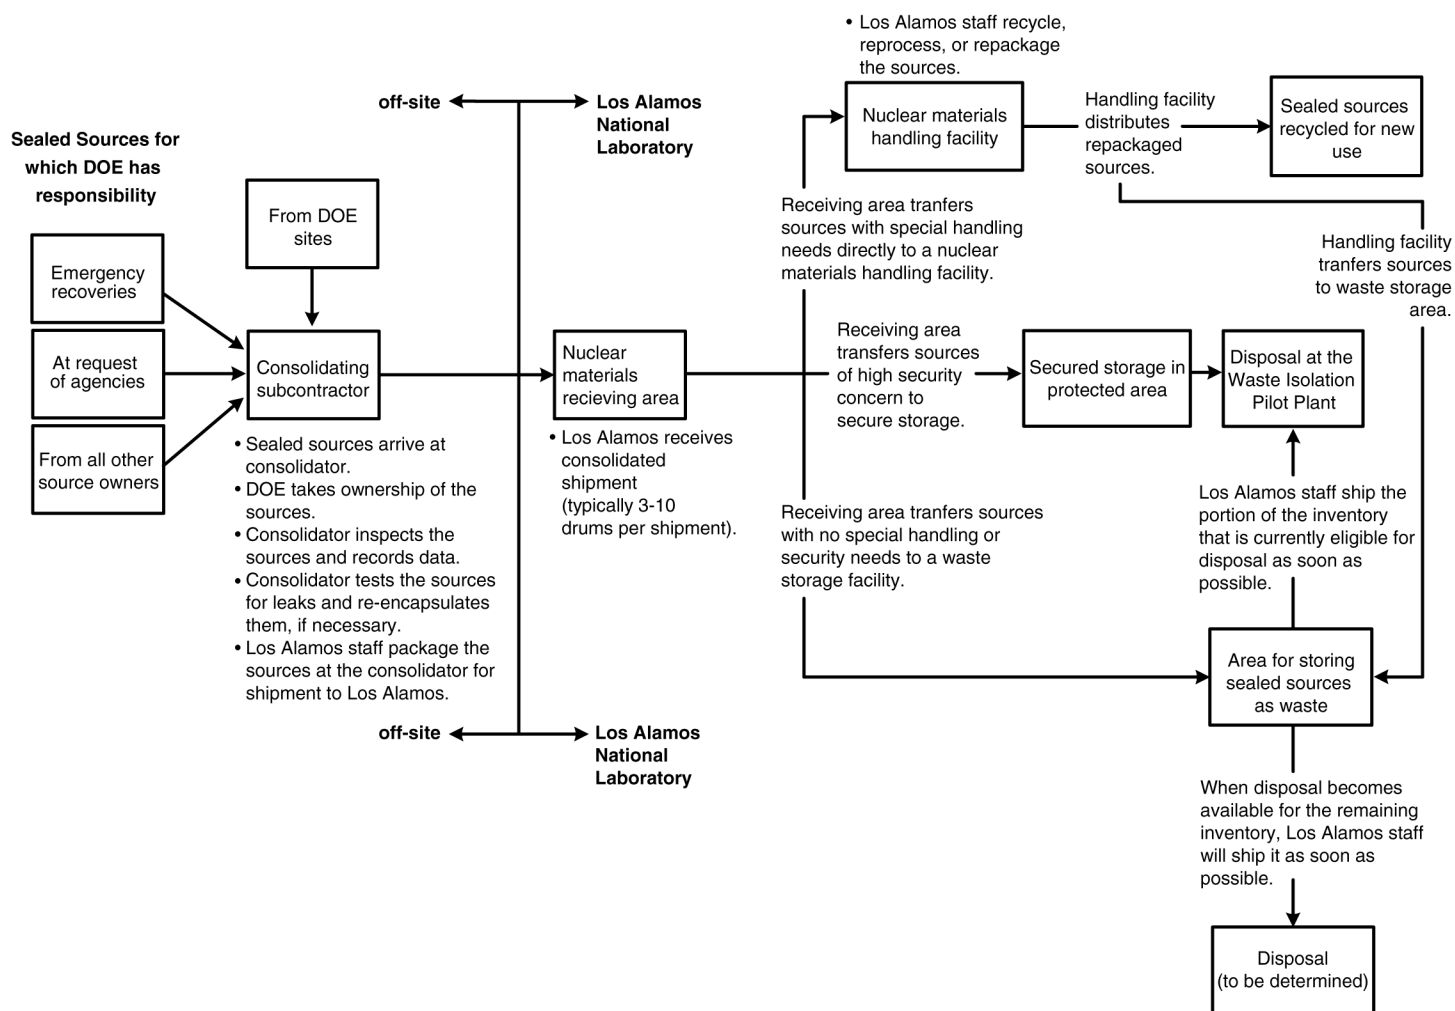 • Los Alamos staff recycle,
reprocess, or repackage
the sources.
off-site
Los Alamos
National
Laboratory
Sealed Sources for
which DOE has
responsibility
From DOE
sites
Emergency
recoveries
At request
of agencies
From all other
source owners
Consolidating
subcontractor
• Sealed sources arrive at
consolidator.
• DOE takes ownership of the
sources.
• Consolidator inspects the
sources and records data.
• Consolidator tests the sources
for leaks and re-encapsulates
them, if necessary.
• Los Alamos staff package the
sources at the consolidator for
shipment to Los Alamos.
off-site
Los Alamos
National
Laboratory
Nuclear
materials
recieving area
• Los Alamos receives
consolidated
shipment
(typically 3-10
drums per shipment).
Nuclear materials
handling facility
Handling facility
distributes
repackaged
sources.
Sealed sources
recycled for new
use
Receiving area tranfers
sources with special handling
needs directly to a nuclear
materials handling facility.
Handling facility
tranfers sources
to waste storage
area.
Receiving area
transfers sources
of high security
concern to
secure storage.
Secured storage in
protected area
Disposal at the
Waste Isolation
Pilot Plant
Receiving area tranfers sources
with no special handling or
security needs to a waste
storage facility.
Los Alamos staff ship the
portion of the inventory
that is currently eligible for
disposal as soon as
possible.
Area for storing
sealed sources
as waste
When disposal becomes
available for the remaining
inventory, Los Alamos staff
will ship it as soon as
possible.
Disposal
(to be determined)